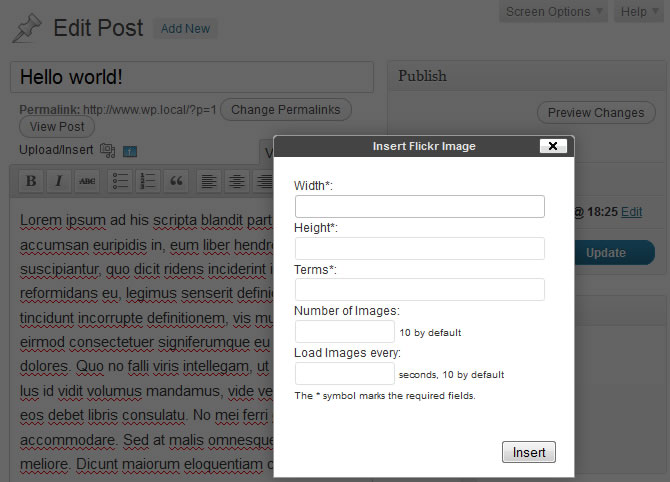 Screen Options Help
Edit Post Add New
Hello world!
Publish
Permalink: http://www.wp.local/?p=1 Change Permalinks
View Post
Preview Changes
Upload/Insert
Insert Flickr Image X
B I ABC
Width*:
@ 18:25 Edit
Height*:
Update
Terms*:
Number of Images:
10 by default
Load Images every:
seconds, 10 by default
The * symbol marks the required fields.
Insert
Lorem ipsum ad his scripta blandit part
accumsan euripidis in, eum liber hendre
suscipiantur, quo dicit ridens inciderint i
reformidans eu, legimus senserit definie
tincidunt incorrupte definitionem, vis mu
eirmod consectetuer signiferumque eu
dolores. Quo no falli viris intellegam, ut
lus id vidit volumus mandamus, vide ve
eos debet libris consulatu. No mei ferri
accommodare. Sed at malis omnesque
meliore. Dicunt maiorum eloquentiam